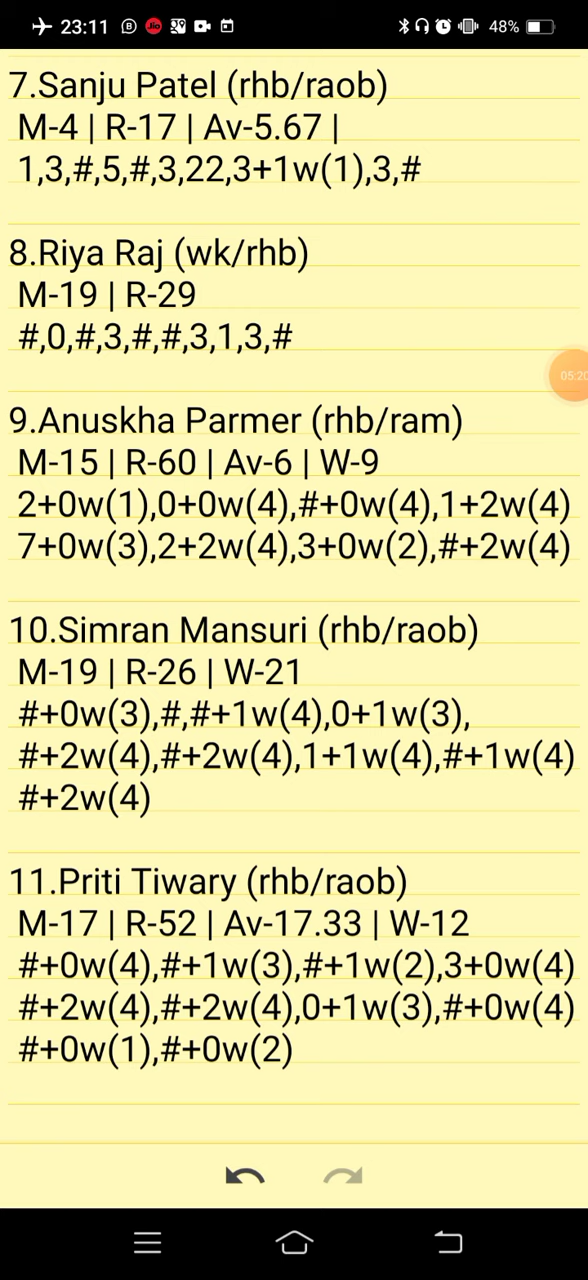 23:11 48%
7.Sanju Patel (rhb/raob)
M-4 | R-17 | Av-5.67 |
1,3,#,5,#,3,22,3+1w(1),3,#
8.Riya Raj (wk/rhb)
M-19 | R-29
#,0,#,3,#,#,3,1,3,#
05:20
9.Anuskha Parmer (rhb/ram)
M-15 | R-60 | Av-6 | W-9
2+0w(1),0+0w(4),#+0w(4),1+2w(4)
7+0w(3),2+2w(4),3+0w(2),#+2w(4)
10.Simran Mansuri (rhb/raob)
M-19 | R-26 | W-21
#+0w(3),#,#+1w(4),0+1w(3),
#+2w(4),#+2w(4),1+1w(4),#+1w(4)
#+2w(4)
11.Priti Tiwary (rhb/raob)
M-17 | R-52 | Av-17.33 | W-12
#+0w(4),#+1w(3),#+1w(2),3+0w(4)
#+2w(4),#+2w(4),0+1w(3),#+0w(4)
#+0w(1),#+0w(2)